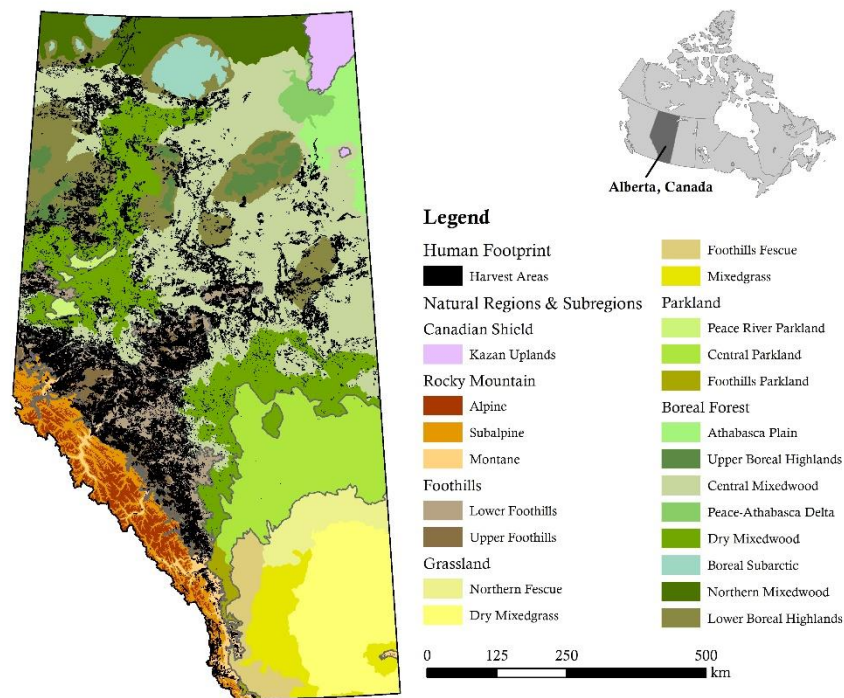 Alberta, Canada
Legend
Human Footprint
Harvest Areas
Natural Regions & Subregions
Canadian Shield
Kazan Uplands
Rocky Mountain
Alpine
Subalpine
Montane
Foothills
Lower Foothills
Upper Foothills
Grassland
Northern Fescue
Dry Mixedgrass
Foothills Fescue
Mixedgrass
Parkland
Peace River Parkland
Central Parkland
Foothills Parkland
Boreal Forest
Athabasca Plain
Upper Boreal Highlands
Central Mixedwood
Peace-Athabasca Delta
Dry Mixedwood
Boreal Subarctic
Northern Mixedwood
Lower Boreal Highlands
0 125 250 500
km